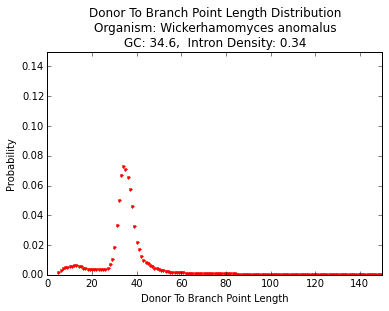 Donor To Branch Point Length Distribution
Organism: Wickerhamomyces anomalus
GC: 34.6,  Intron Density: 0.34
0.14
0.12
0.10
0.08
0.06
0.04
0.02
0.00
Probability
0 20 40 60 80 100 120 140
Donor To Branch Point Length